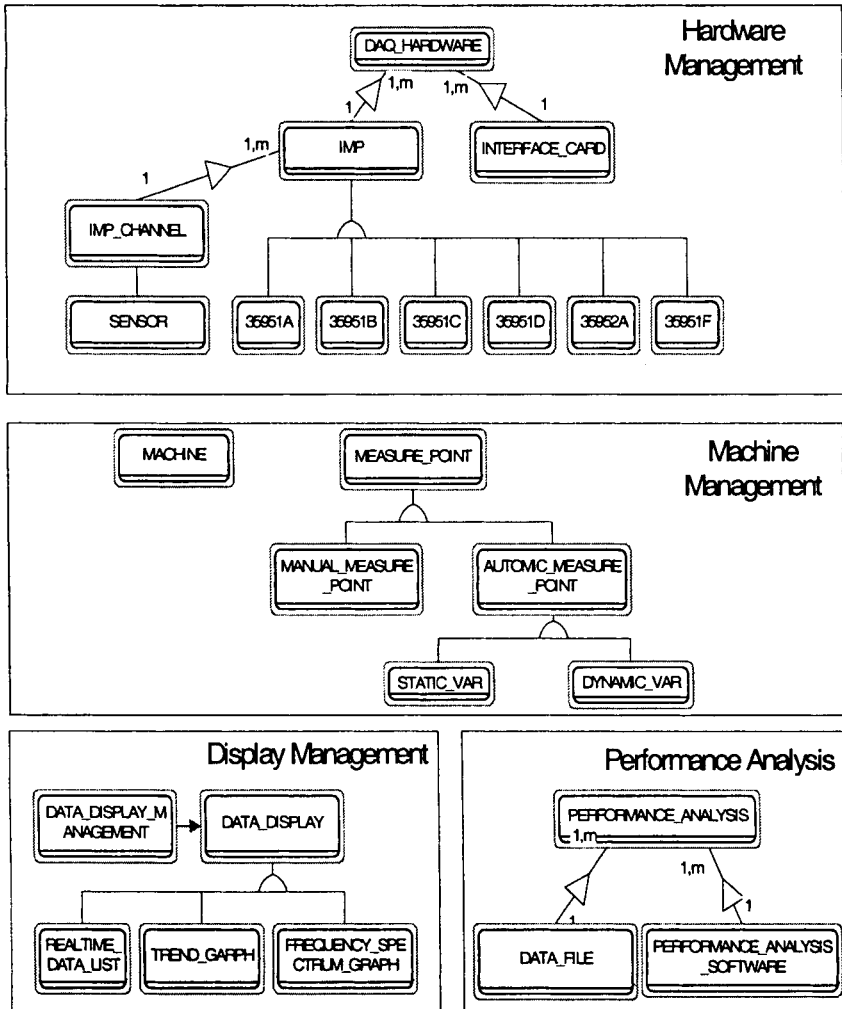 Hardware
Management
DAQ_HARDWARE
1,m
1,m
1
1
IMP
INTERFACE_CARD
1,m
1
IMP_CHANNEL
SENSOR
35951A
35951B
35951C
35951D
35952A
35951F
Machine
Management
MACHINE
MEASURE_POINT
MANUAL_MEASURE
_POINT
AUTOMIC_MEASURE
_POINT
STATIC_VAR
DYNAMIC_VAR
Display Management
DATA_DISPLAY_M
ANAGEMENT
DATA_DISPLAY
REALTIME_
DATA_LIST
TREND_GARPH
FREQUENCY_SPE
CTRLM_GRAPH
Performance Analysis
PERFORMANCE_ANALYSIS
1,m
1,m
1
1
DATA_FILE
PERFORMANCE_ANALYSIS
_SOFTWARE